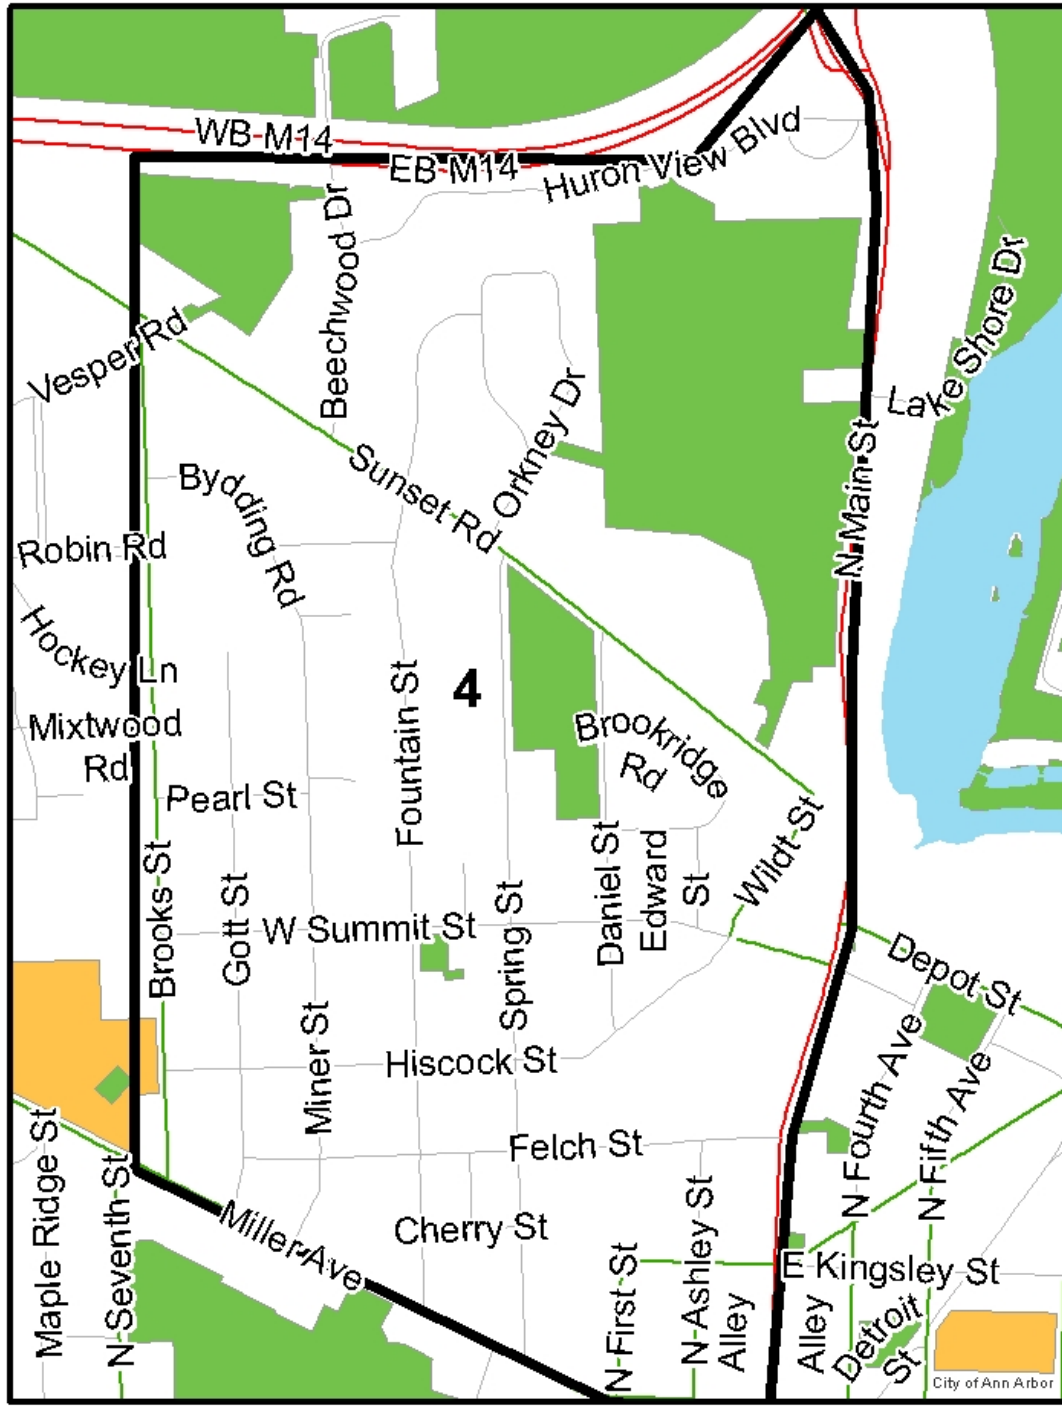 WB M14
EB M14
Huron View Blvd
Beechwood Dr
Vesper Rd
Lake Shore Dr
Orkney Dr
Sunset Rd
N Main St
Bydding Rd
Robin Rd
Hockey Ln
Mixtwood
Rd
4
Fountain St
Brookridge
Rd
Pearl St
Wildt St
Brooks St
Gott St
W Summit St
Spring St
Daniel St
Edward
St
Depot St
Miner St
Hiscock St
N Fourth Ave
N Fifth Ave
Felch St
Maple Ridge St
N Seventh St
Miller Ave
Cherry St
N First St
N Ashley St
Alley
E Kingsley St
Alley
Detroit
St
City of Ann Arbor